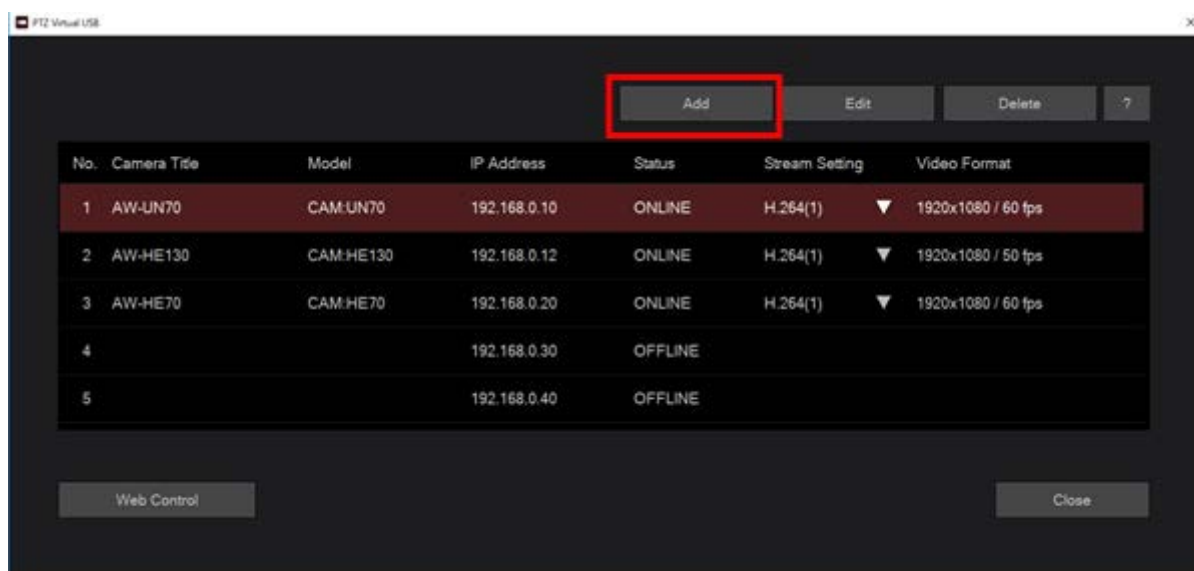 PTZ Virtual USB
Add Edit Delete ?
No. Camera Title Model IP Address Status Stream Setting Video Format
1 AW-UN70 CAM:UN70 192.168.0.10 ONLINE H.264(1) ▼ 1920x1080 / 60 fps
2 AW-HE130 CAM:HE130 192.168.0.12 ONLINE H.264(1) ▼ 1920x1080 / 50 fps
3 AW-HE70 CAM:HE70 192.168.0.20 ONLINE H.264(1) ▼ 1920x1080 / 60 fps
4 192.168.0.30 OFFLINE
5 192.168.0.40 OFFLINE
Web Control Close